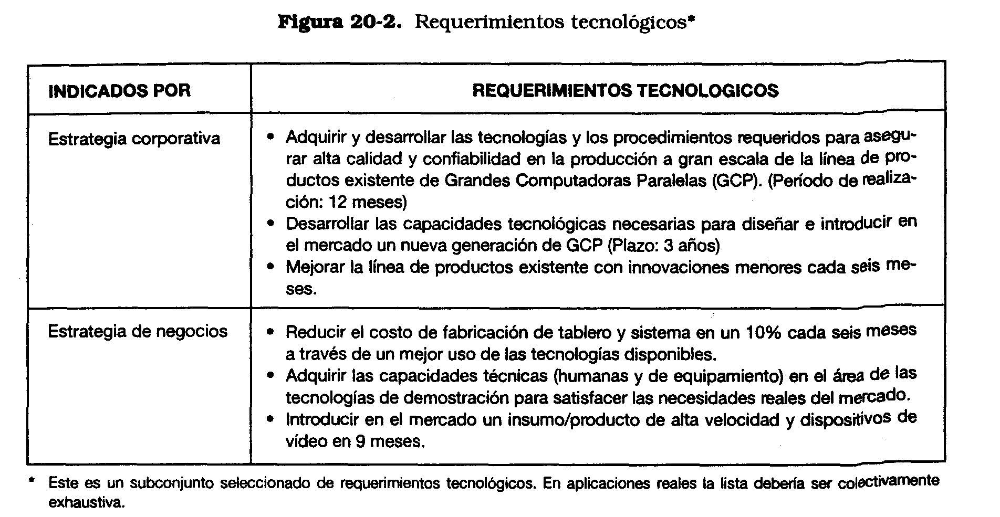 Figura 20-2. Requerimientos tecnológicos*
INDICADOS POR
REQUERIMIENTOS TECNOLOGICOS
Estrategia corporativa
• Adquirir y desarrollar las tecnologías y los procedimientos requeridos para asegu-
rar alta calidad y confiabilidad en la producción a gran escala de la línea de pro-
ductos existente de Grandes Computadoras Paralelas (GCP). (Período de realiza-
ción: 12 meses)
• Desarrollar las capacidades tecnológicas necesarias para diseñar e introducir en
el mercado un nueva generación de GCP (Plazo: 3 años)
• Mejorar la línea de productos existente con innovaciones menores cada seis me-
ses.
Estrategia de negocios
• Reducir el costo de fabricación de tablero y sistema en un 10% cada seis meses
a través de un mejor uso de las tecnologías disponibles.
• Adquirir las capacidades técnicas (humanas y de equipamiento) en el área de las
tecnologías de demostración para satisfacer las necesidades reales del mercado.
• Introducir en el mercado un insumo/producto de alta velocidad y dispositivos de
vídeo en 9 meses.
* Este es un subconjunto seleccionado de requerimientos tecnológicos. En aplicaciones reales la lista debería ser colectivamente
exhaustiva.